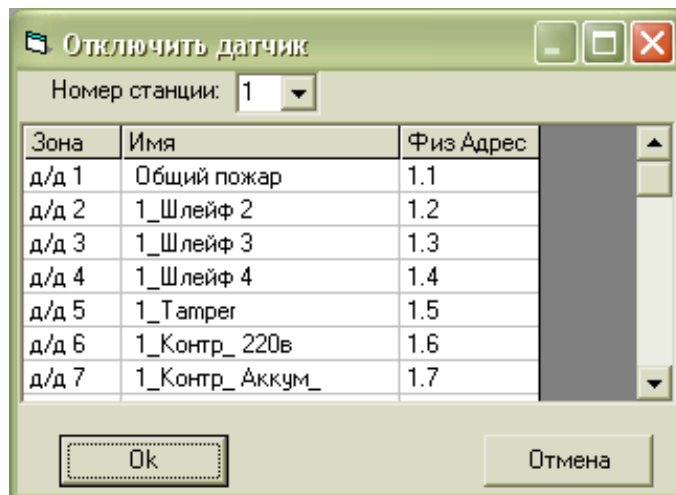 Отключить датчик
Номер станции: 1
Зона Имя Физ Адрес
д/д 1 Общий пожар 1.1
д/д 2 1_Шлейф 2 1.2
д/д 3 1_Шлейф 3 1.3
д/д 4 1_Шлейф 4 1.4
д/д 5 1_Tamper 1.5
д/д 6 1_Контр_ 220в 1.6
д/д 7 1_Контр_ Аккум_ 1.7
Ok Отмена